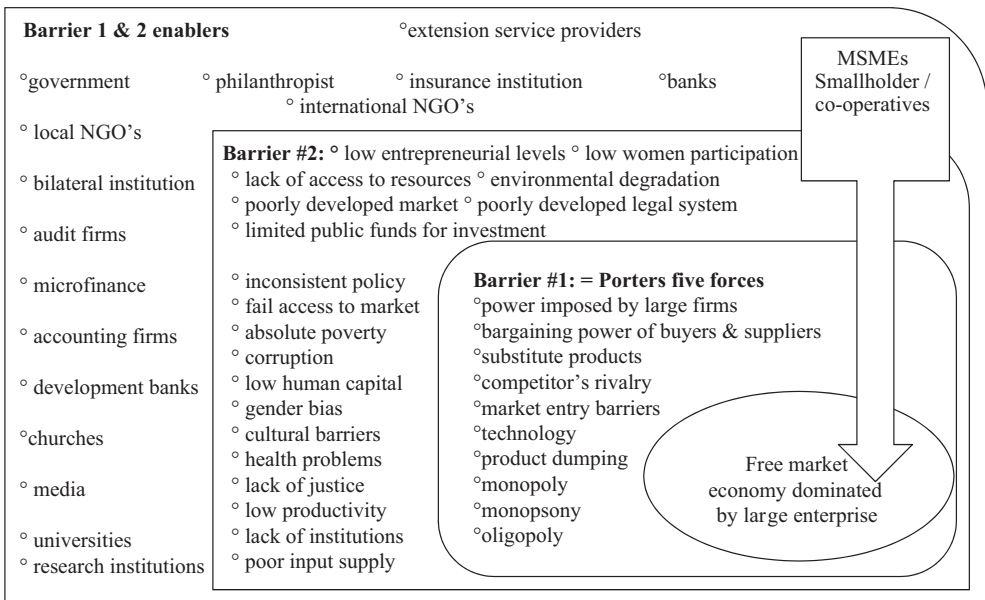 Barrier 1 & 2 enablers °extension service providers
°government ° philanthropist ° insurance institution °banks
° international NGO's
MSMEs
Smallholder /
co-operatives
° local NGO's
° bilateral institution
° audit firms
° microfinance
° accounting firms
° development banks
°churches
° media
° universities
° research institutions
Barrier #2: ° low entrepreneurial levels ° low women participation
° lack of access to resources ° environmental degradation
° poorly developed market ° poorly developed legal system
° limited public funds for investment
° inconsistent policy
° fail access to market
° absolute poverty
° corruption
° low human capital
° gender bias
° cultural barriers
° health problems
° lack of justice
° low productivity
° lack of institutions
° poor input supply
Barrier #1: = Porters five forces
°power imposed by large firms
°bargaining power of buyers & suppliers
°substitute products
°competitor's rivalry
°market entry barriers
°technology
°product dumping
°monopoly
°monopsony
°oligopoly
Free market
economy dominated
by large enterprise